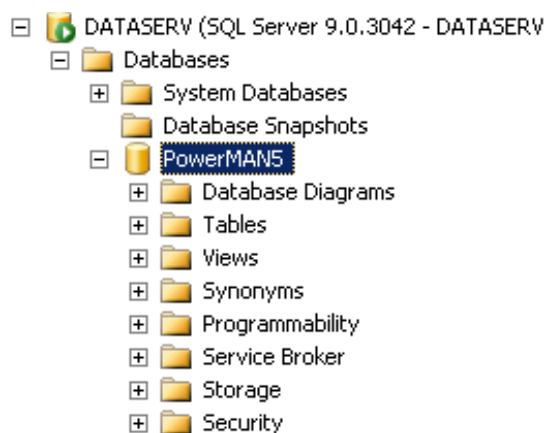 DATASERV (SQL Server 9.0.3042 - DATASERV
Databases
System Databases
Database Snapshots
PowerMAN5
Database Diagrams
Tables
Views
Synonyms
Programmability
Service Broker
Storage
Security